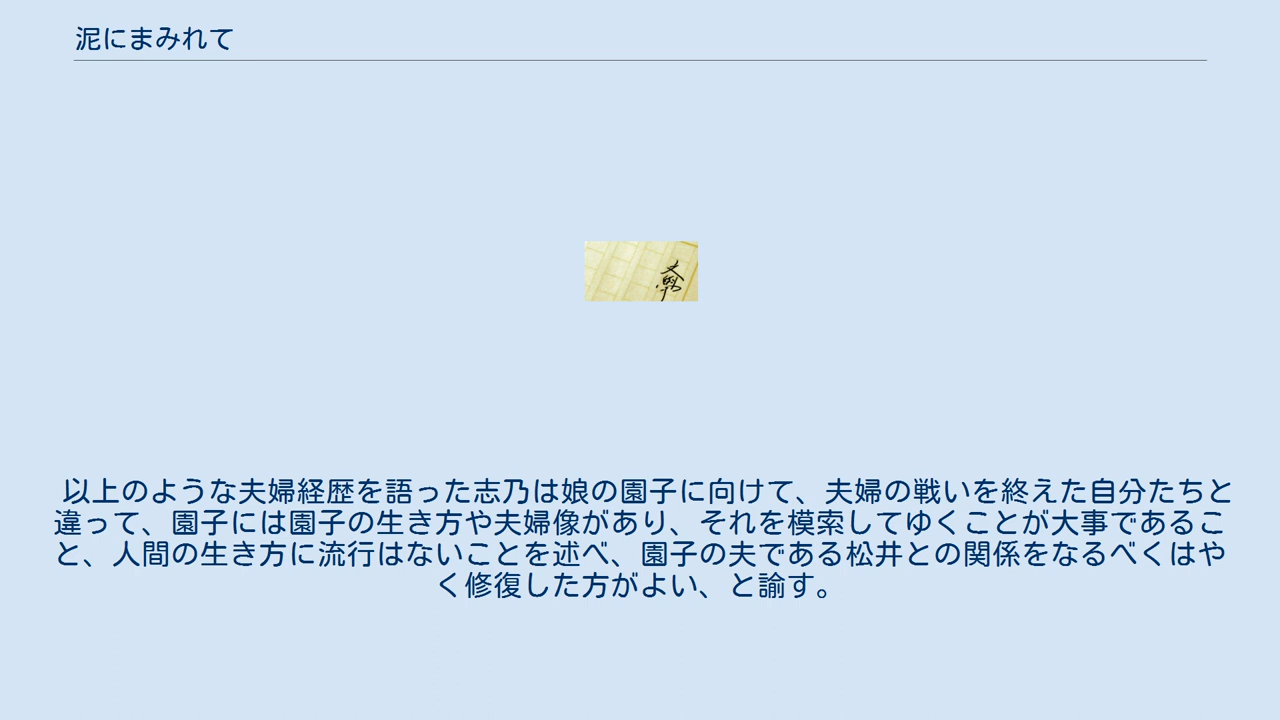 泥にまみれて
以上のような夫婦経歴を語った志乃は娘の園子に向けて、夫婦の戦いを終えた自分たちと
違って、園子には園子の生き方や夫婦像があり、それを模索してゆくことが大事であるこ
と、人間の生き方に流行はないことを述べ、園子の夫である松井との関係をなるべくはや
く修復した方がよい、と諭す。